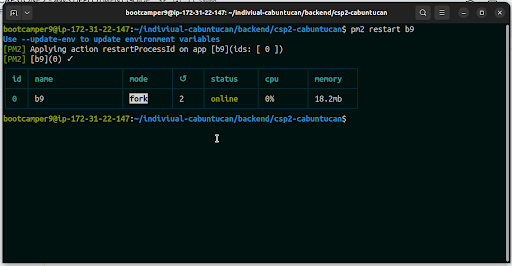 bootcamper9@ip-172-31-22-147: ~/indiviual-cabuntucan/backend/csp2-cabuntucan
bootcamper9@ip-172-31-22-147:~/indiviual-cabuntucan/backend/csp2-cabuntucan$ pm2 restart b9
Use --update-env to update environment variables
[PM2] Applying action restartProcessId on app [b9](ids: [ 0 ])
[PM2] [b9](0) ✓
id name mode ↺ status cpu memory
0 b9 fork 2 online 0% 18.2mb
bootcamper9@ip-172-31-22-147:~/indiviual-cabuntucan/backend/csp2-cabuntucan$